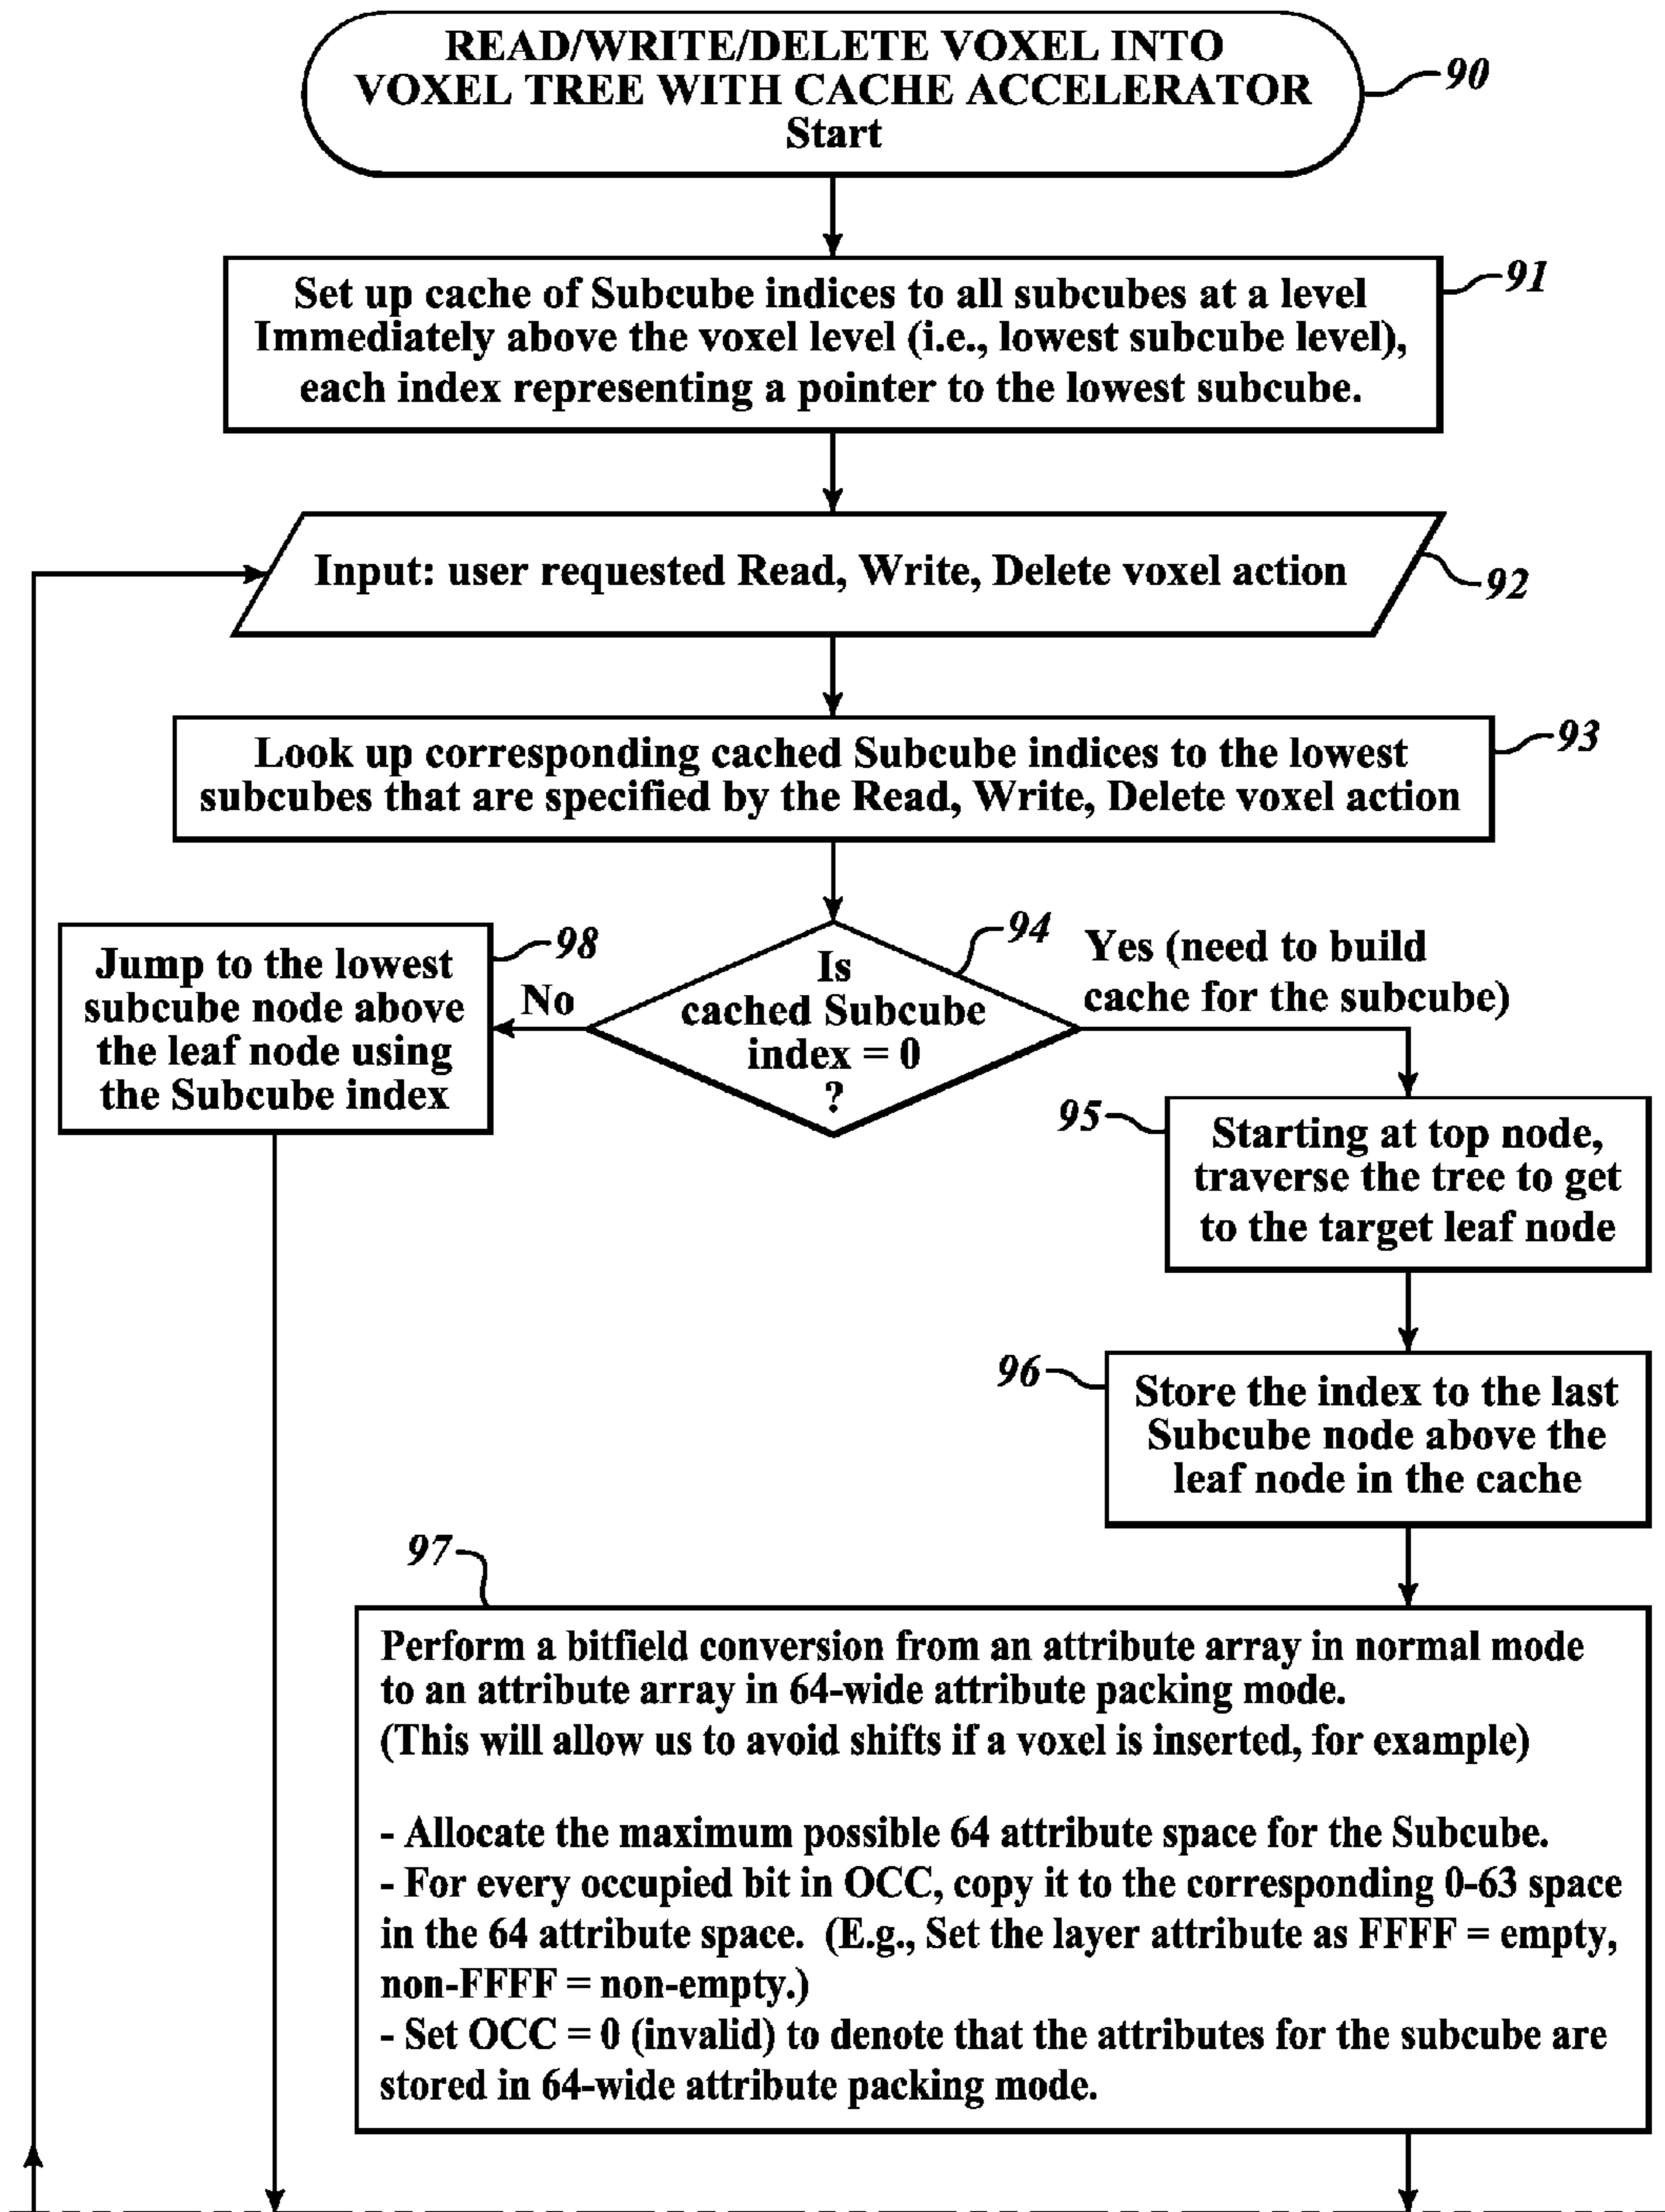 READ/WRITE/DELETE VOXEL INTO
VOXEL TREE WITH CACHE ACCELERATOR
Start
90
Set up cache of Subcube indices to all subcubes at a level
Immediately above the voxel level (i.e., lowest subcube level),
each index representing a pointer to the lowest subcube.
91
Input: user requested Read, Write, Delete voxel action
92
Look up corresponding cached Subcube indices to the lowest
subcubes that are specified by the Read, Write, Delete voxel action
93
Is
cached Subcube
index = 0
?
94
No
Yes (need to build
cache for the subcube)
Jump to the lowest
subcube node above
the leaf node using
the Subcube index
98
95
Starting at top node,
traverse the tree to get
to the target leaf node
96
Store the index to the last
Subcube node above the
leaf node in the cache
97
Perform a bitfield conversion from an attribute array in normal mode
to an attribute array in 64-wide attribute packing mode.
(This will allow us to avoid shifts if a voxel is inserted, for example)
- Allocate the maximum possible 64 attribute space for the Subcube.
- For every occupied bit in OCC, copy it to the corresponding 0-63 space
in the 64 attribute space. (E.g., Set the layer attribute as FFFF = empty,
non-FFFF = non-empty.)
- Set OCC = 0 (invalid) to denote that the attributes for the subcube are
stored in 64-wide attribute packing mode.